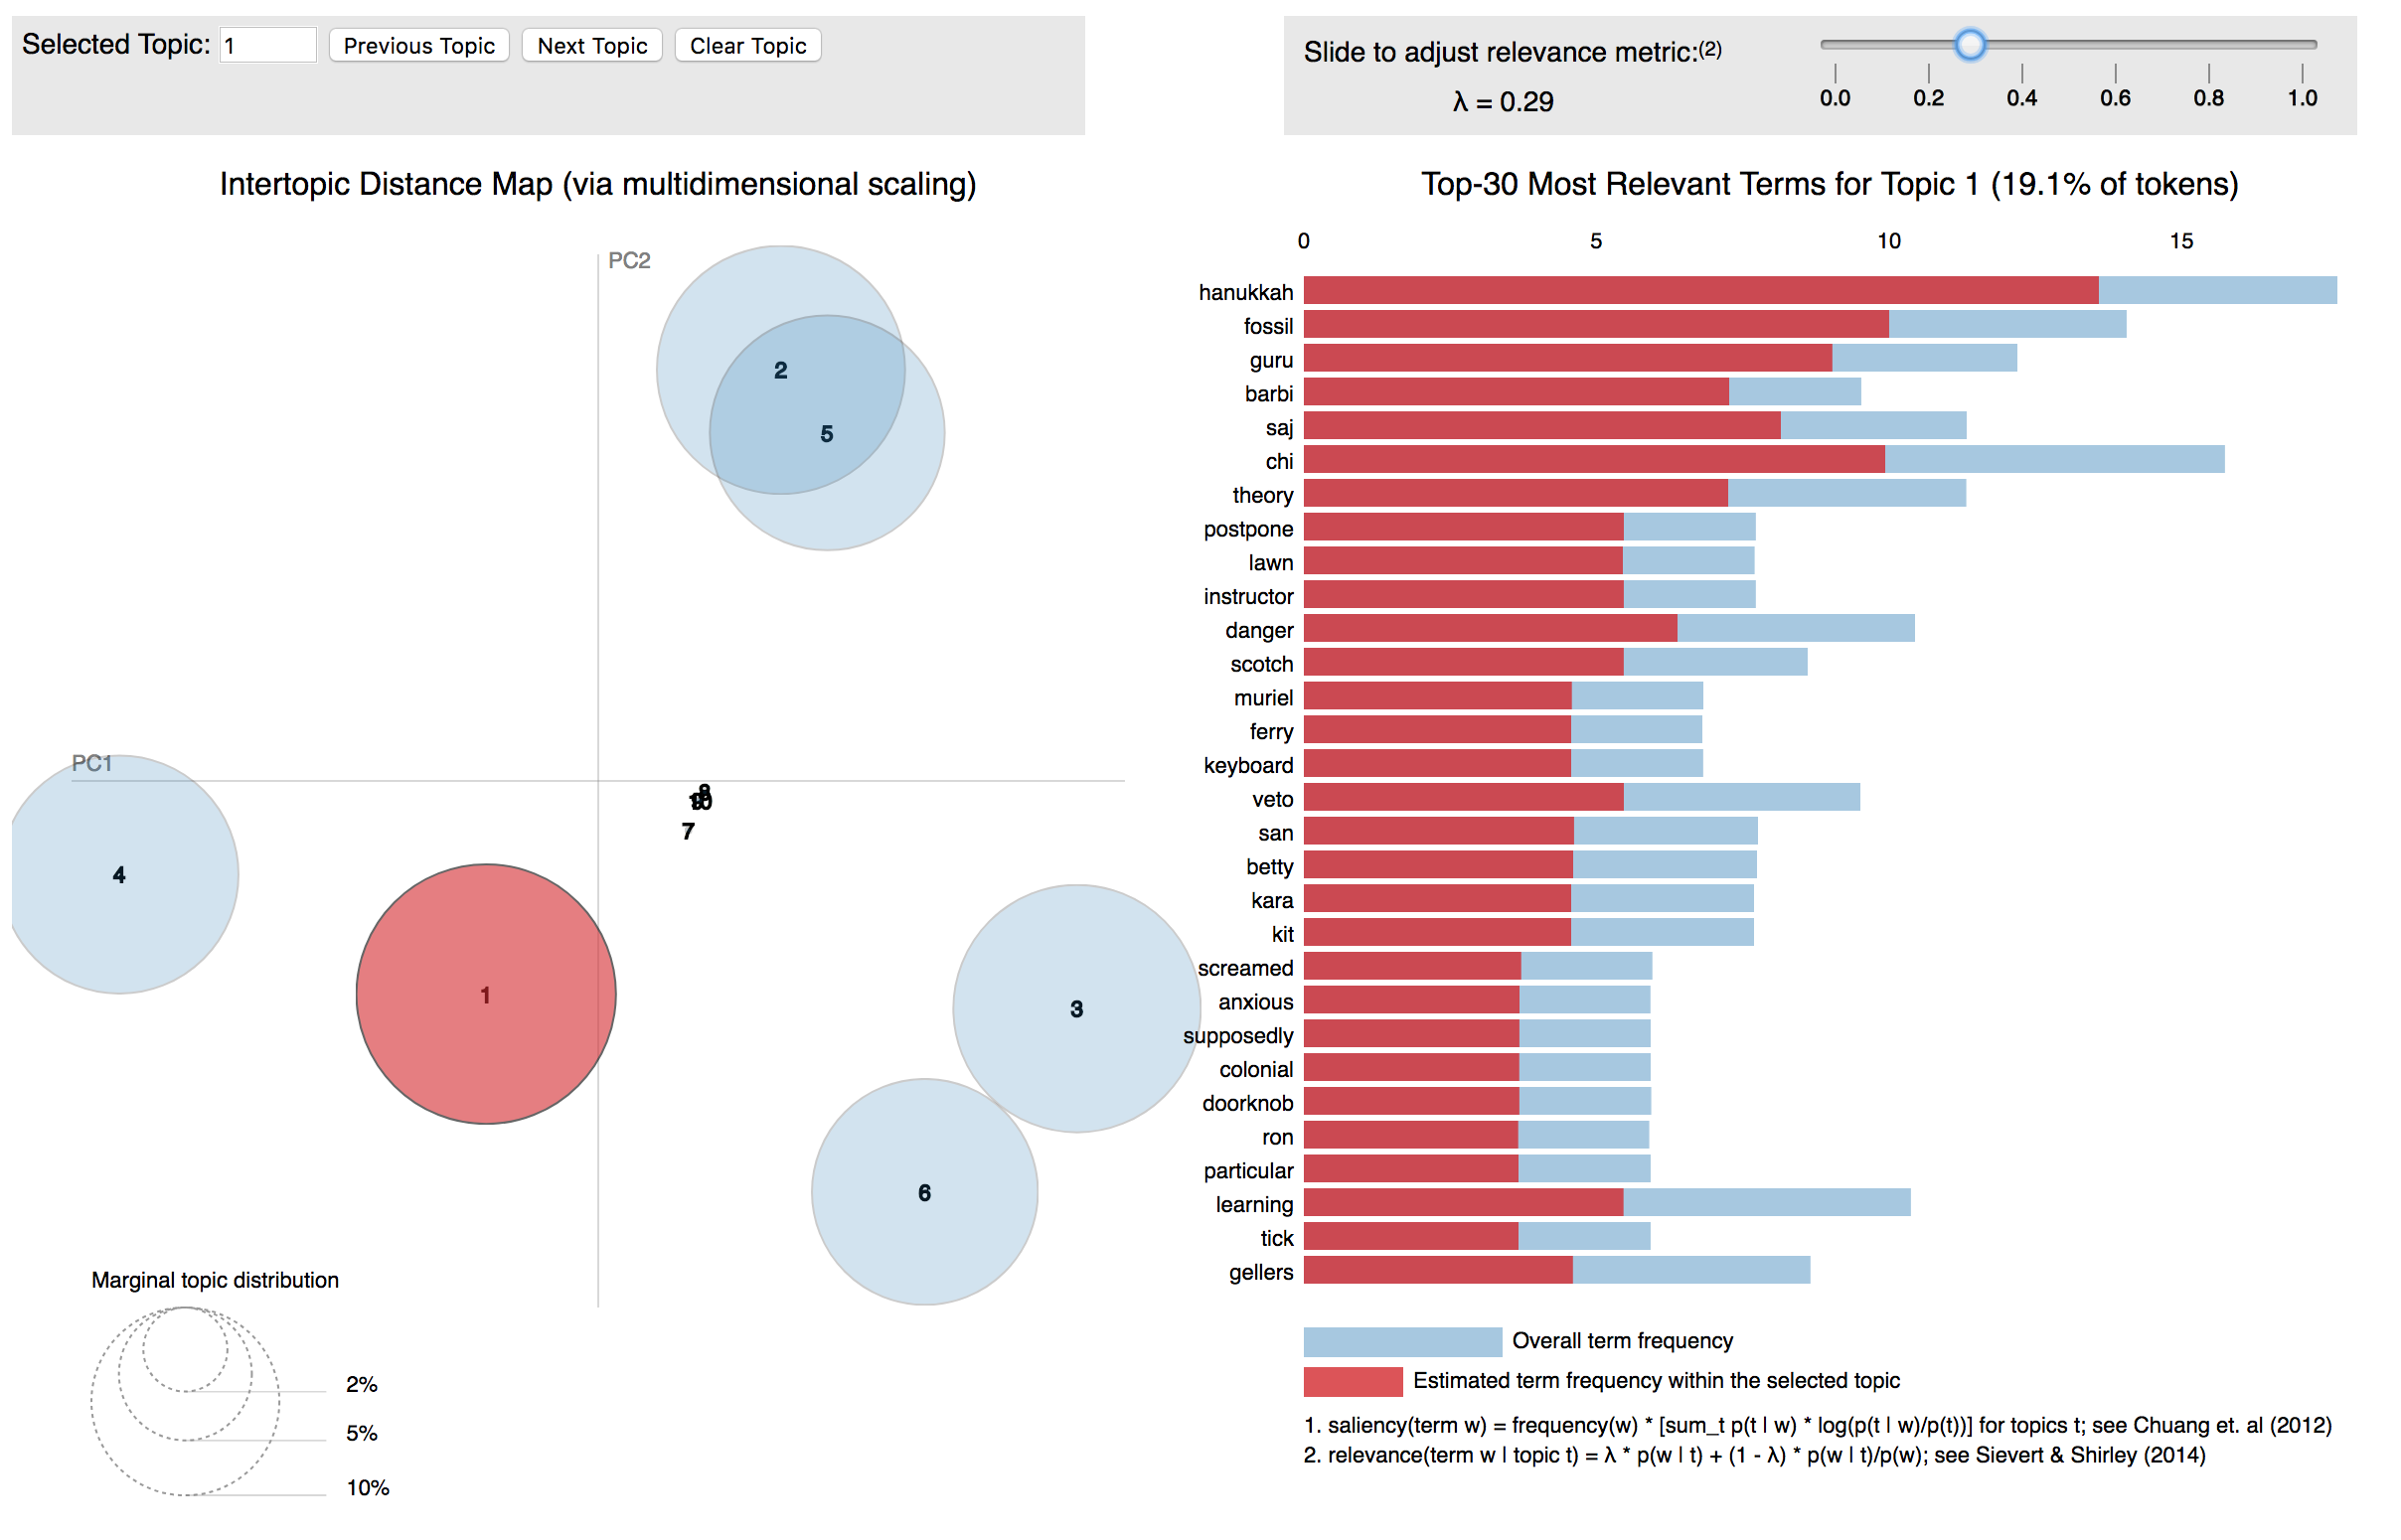 Selected Topic: 1 Previous Topic Next Topic Clear Topic
Slide to adjust relevance metric:(2)
λ = 0.29
0.0 0.2 0.4 0.6 0.8 1.0
Intertopic Distance Map (via multidimensional scaling)
PC2
2
5
PC1
8
10
7
4
1
3
6
Marginal topic distribution
2%
5%
10%
Top-30 Most Relevant Terms for Topic 1 (19.1% of tokens)
0 5 10 15
hanukkah
fossil
guru
barbi
saj
chi
theory
postpone
lawn
instructor
danger
scotch
muriel
ferry
keyboard
veto
san
betty
kara
kit
screamed
anxious
supposedly
colonial
doorknob
ron
particular
learning
tick
gellers
Overall term frequency
Estimated term frequency within the selected topic
1. saliency(term w) = frequency(w) * [sum_t p(t | w) * log(p(t | w)/p(t))] for topics t; see Chuang et. al (2012)
2. relevance(term w | topic t) = λ * p(w | t) + (1 - λ) * p(w | t)/p(w); see Sievert & Shirley (2014)